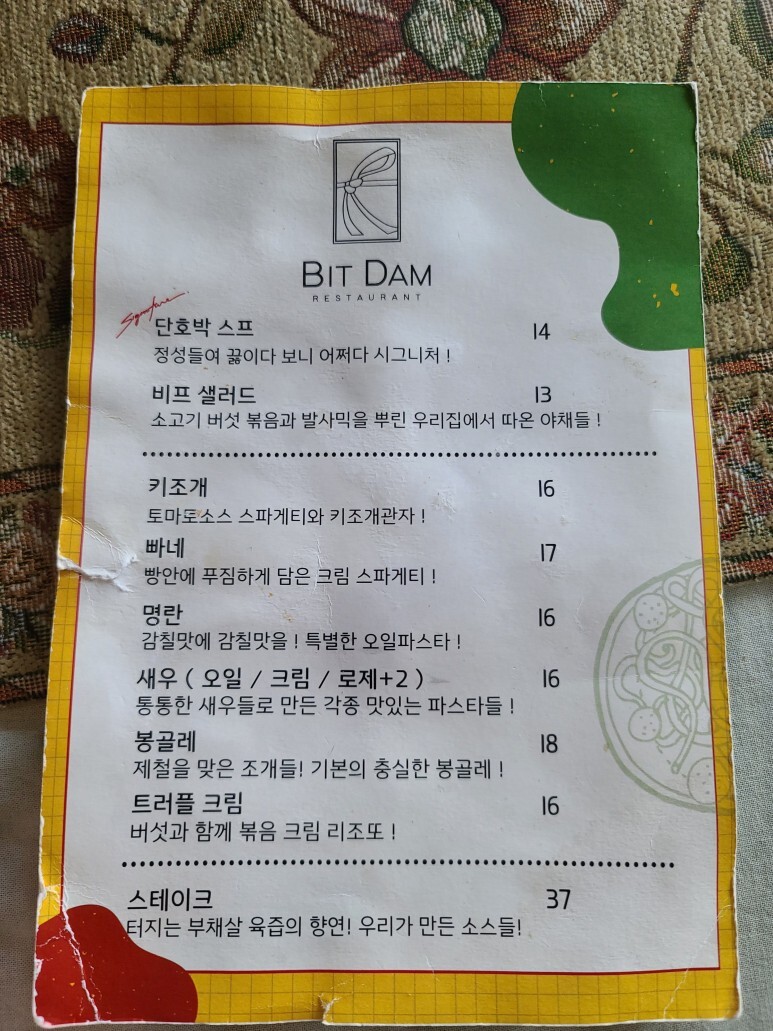 BIT DAM
RESTAURANT
Signature
단호박 스프 14
정성들여 끓이다 보니 어쩌다 시그니처 !
비프 샐러드 13
소고기 버섯 볶음과 발사믹을 뿌린 우리집에서 따온 야채들 !
키조개 16
토마토소스 스파게티와 키조개관자 !
빠네 17
빵안에 푸짐하게 담은 크림 스파게티 !
명란 16
감칠맛에 감칠맛을 ! 특별한 오일파스타 !
새우 ( 오일 / 크림 / 로제+2 ) 16
통통한 새우들로 만든 각종 맛있는 파스타들 !
봉골레 18
제철을 맞은 조개들! 기본의 충실한 봉골레 !
트러플 크림 16
버섯과 함께 볶음 크림 리조또 !
스테이크 37
터지는 부채살 육즙의 향연! 우리가 만든 소스들!